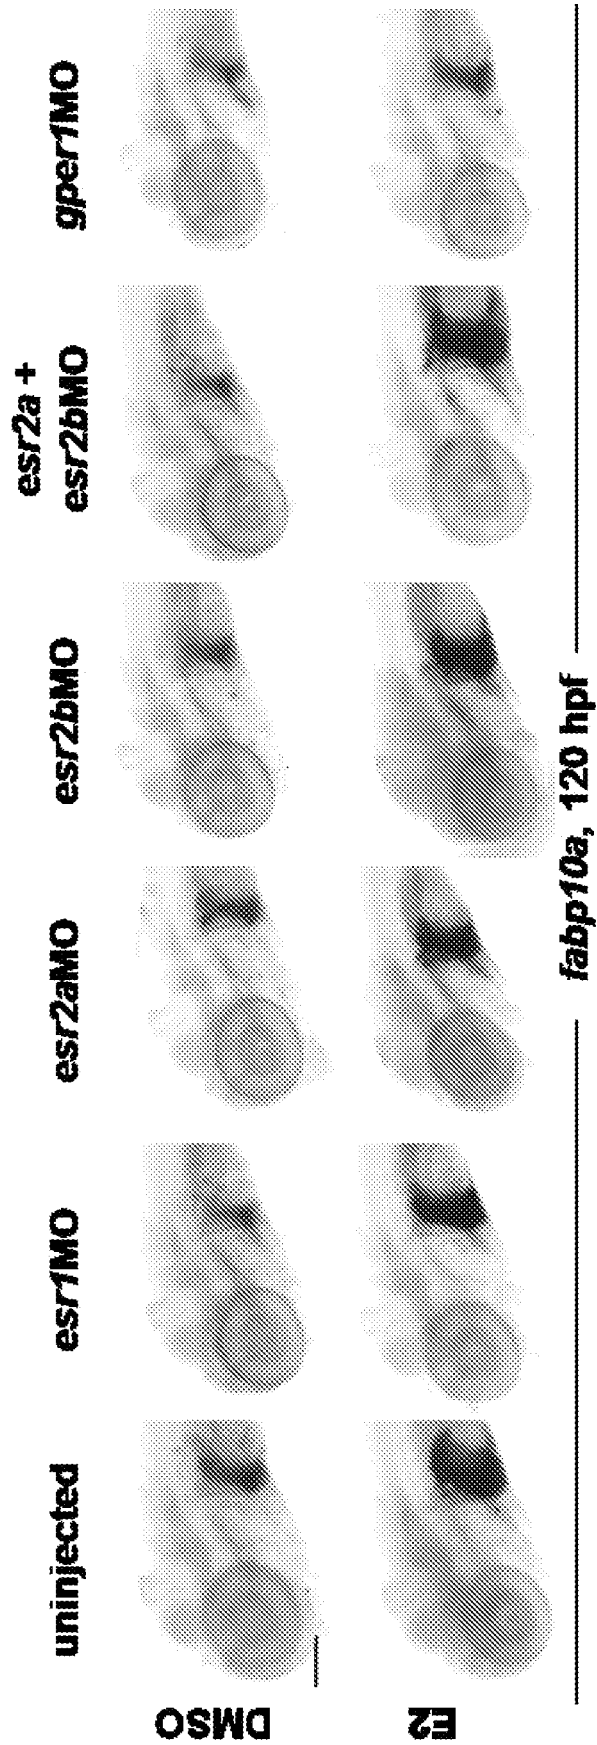 uninjected
esr1MO
esr2aMO
esr2bMO
esr2a +
esr2bMO
gper1MO
DMSO
E2
fabp10a, 120 hpf